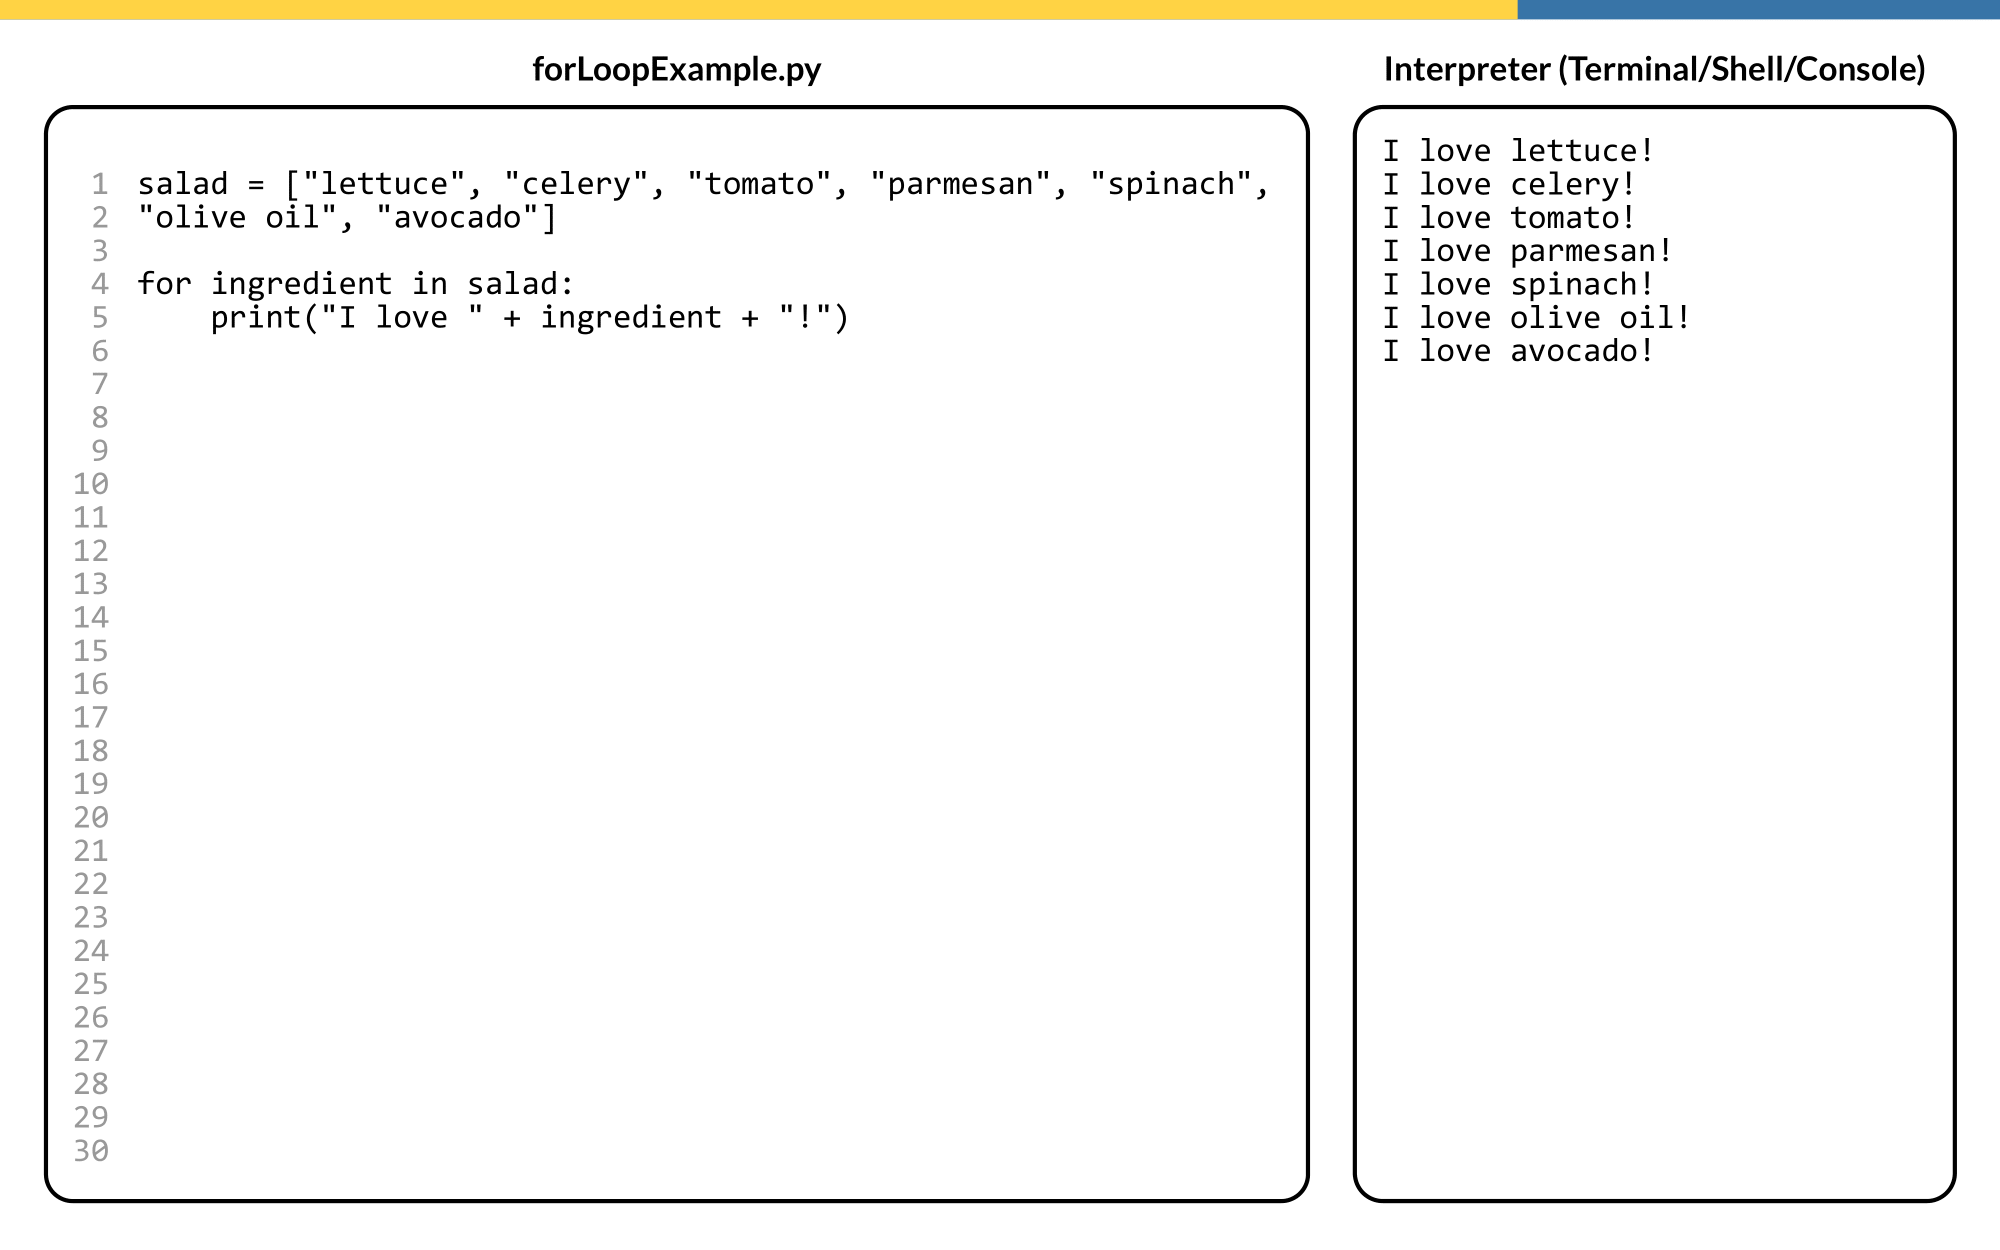 forLoopExample.py
1 salad = ["lettuce", "celery", "tomato", "parmesan", "spinach",
2 "olive oil", "avocado"]
3
4 for ingredient in salad:
5     print("I love " + ingredient + "!")
6
7
8
9
10
11
12
13
14
15
16
17
18
19
20
21
22
23
24
25
26
27
28
29
30
Interpreter (Terminal/Shell/Console)
I love lettuce!
I love celery!
I love tomato!
I love parmesan!
I love spinach!
I love olive oil!
I love avocado!